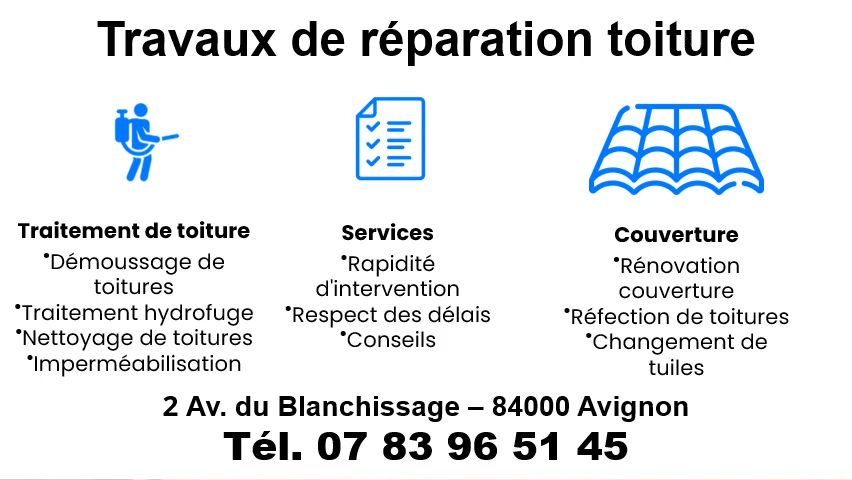 Travaux de réparation toiture
Traitement de toiture
•Démoussage de
toitures
•Traitement hydrofuge
•Nettoyage de toitures
•Imperméabilisation
Services
•Rapidité
d'intervention
•Respect des délais
•Conseils
Couverture
•Rénovation
couverture
•Réfection de toitures
•Changement de
tuiles
2 Av. du Blanchissage – 84000 Avignon
Tél. 07 83 96 51 45